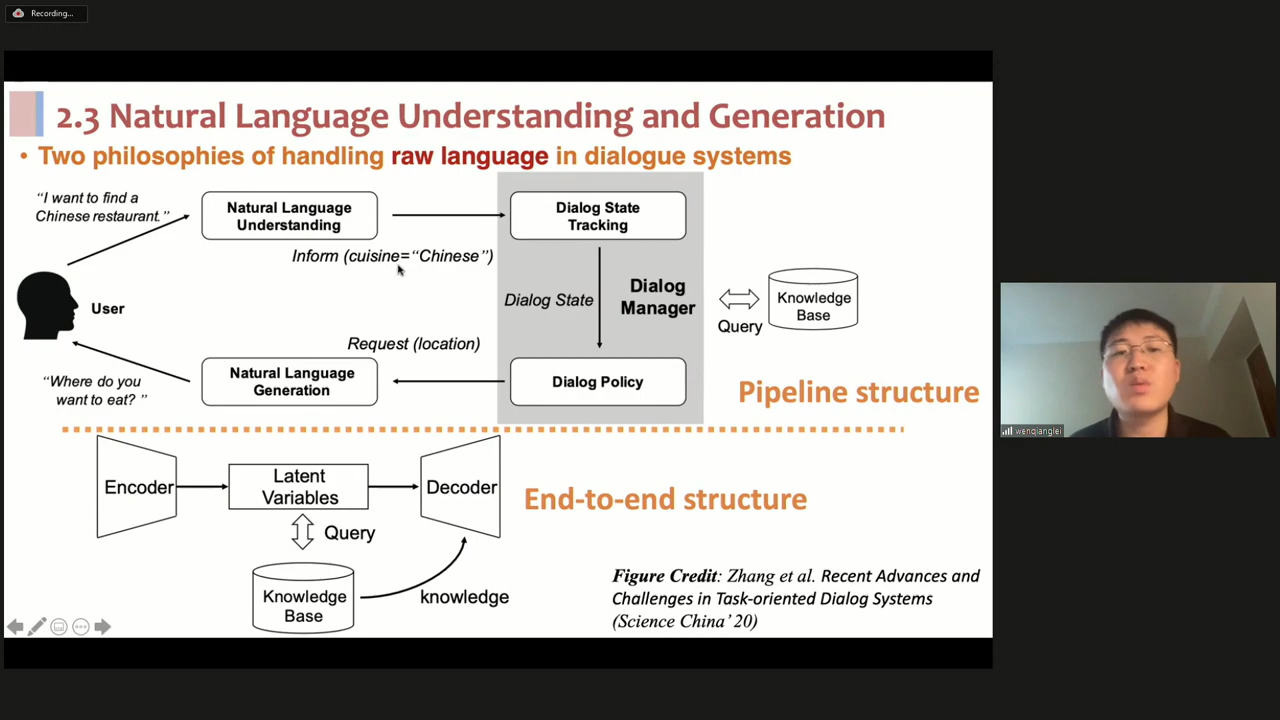 Recording...
2.3 Natural Language Understanding and Generation
• Two philosophies of handling raw language in dialogue systems
“I want to find a
Chinese restaurant.”
Natural Language
Understanding
Dialog State
Tracking
Inform (cuisine=“Chinese”)
User
Dialog State
Dialog
Manager
Knowledge
Base
Query
Request (location)
Natural Language
Generation
Dialog Policy
“Where do you
want to eat? ”
Pipeline structure
Encoder
Latent
Variables
Decoder
End-to-end structure
Query
Knowledge
Base
knowledge
Figure Credit: Zhang et al. Recent Advances and
Challenges in Task-oriented Dialog Systems
(Science China’ 20)
wenqianglei